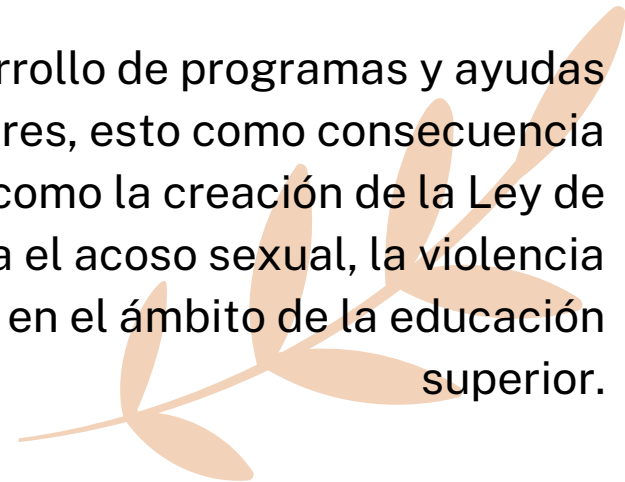 rrollo de programas y ayudas
res, esto como consecuencia
como la creación de la Ley de
a el acoso sexual, la violencia
en el ámbito de la educación
superior.